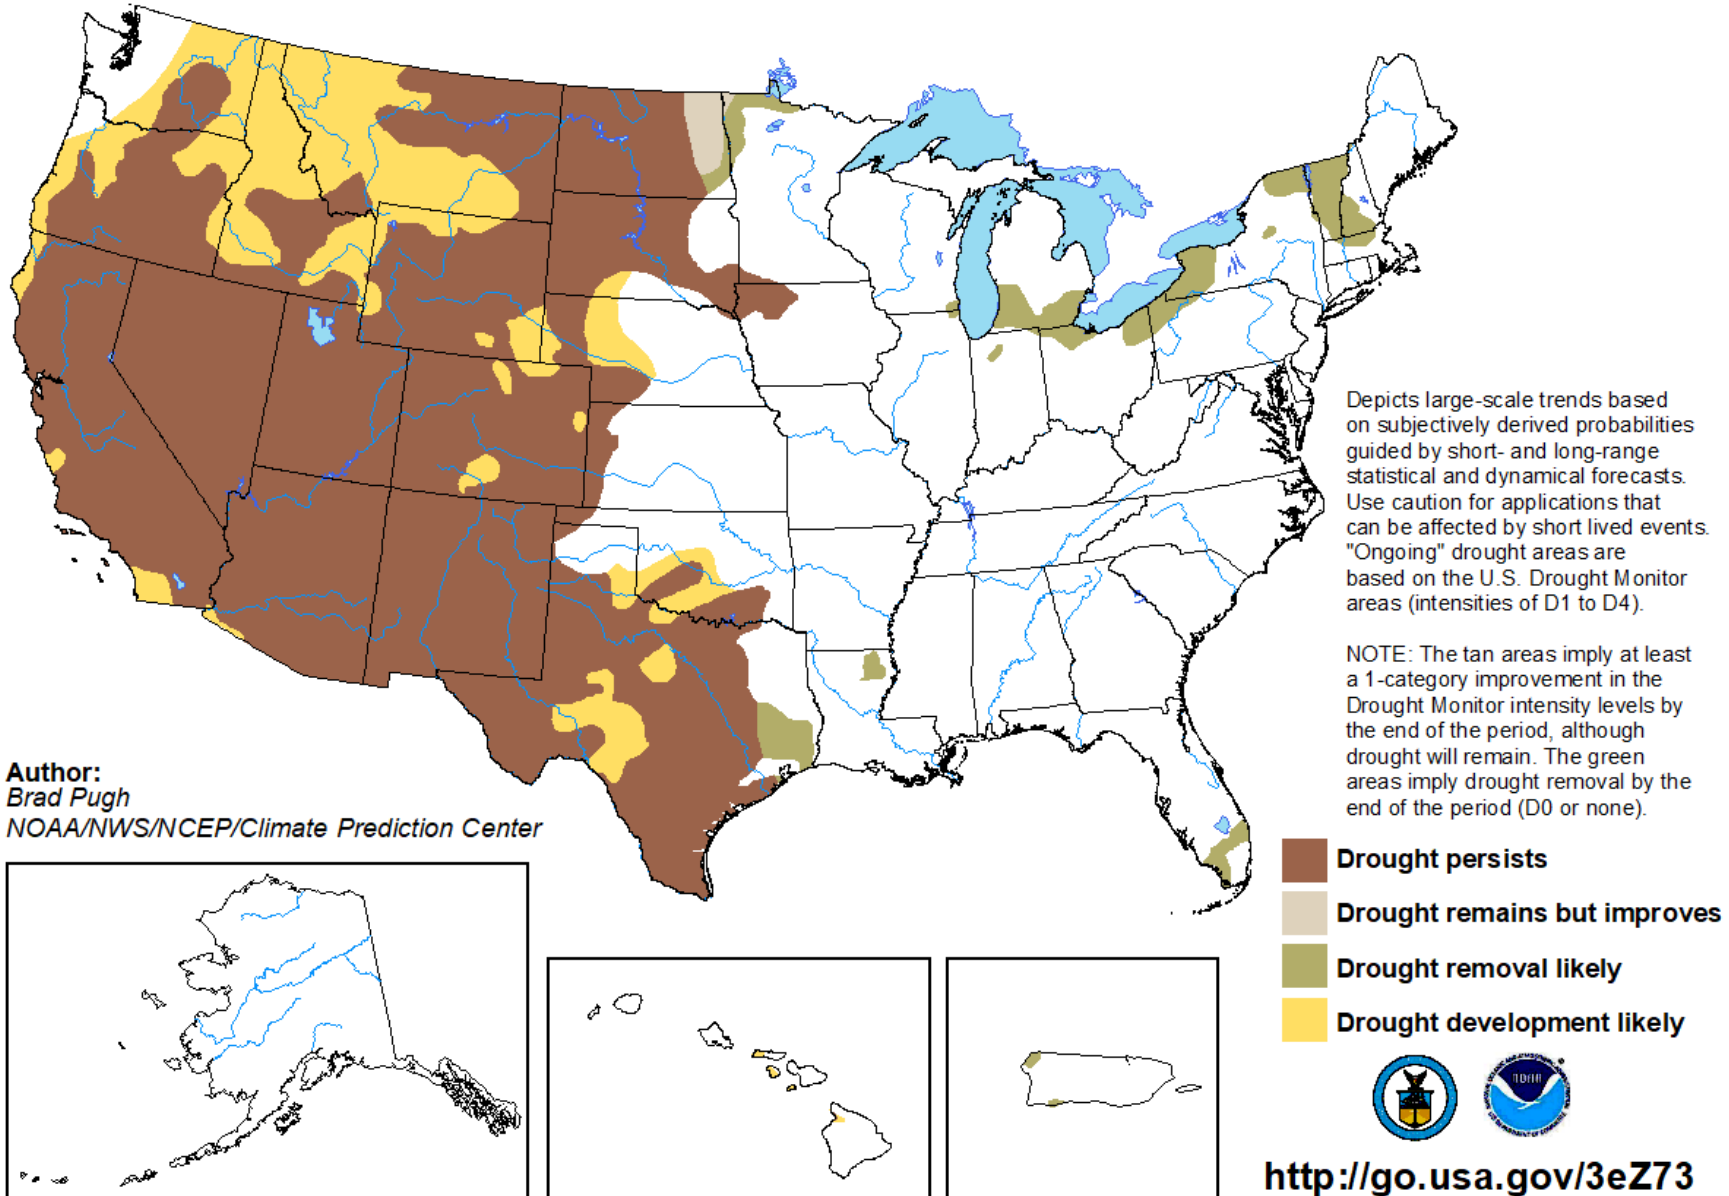 Depicts large-scale trends based
on subjectively derived probabilities
guided by short- and long-range
statistical and dynamical forecasts.
Use caution for applications that
can be affected by short lived events.
"Ongoing" drought areas are
based on the U.S. Drought Monitor
areas (intensities of D1 to D4).
NOTE: The tan areas imply at least
a 1-category improvement in the
Drought Monitor intensity levels by
the end of the period, although
drought will remain. The green
areas imply drought removal by the
end of the period (D0 or none).
Author:
Brad Pugh
NOAA/NWS/NCEP/Climate Prediction Center
Drought persists
Drought remains but improves
Drought removal likely
Drought development likely
NOAA
http://go.usa.gov/3eZ73